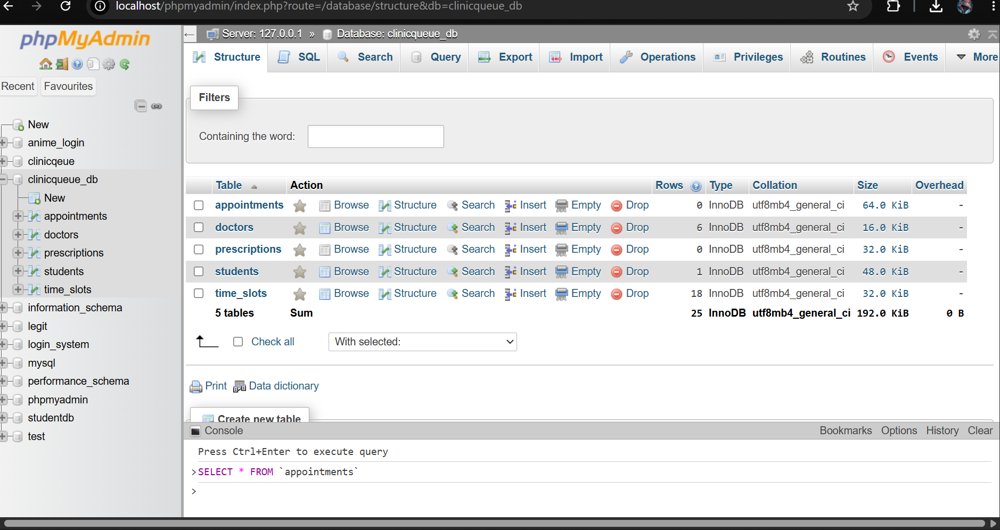 localhost/phpmyadmin/index.php?route=/database/structure&db=clinicqueue_db
phpMyAdmin
Recent Favourites
New
anime_login
clinicqeue
clinicqueue_db
New
appointments
doctors
prescriptions
students
time_slots
information_schema
legit
login_system
mysql
performance_schema
phpmyadmin
studentdb
test
Server: 127.0.0.1 » Database: clinicqueue_db
Structure SQL Search Query Export Import Operations Privileges Routines Events More
Filters
Containing the word:
Table Action Rows Type Collation Size Overhead
appointments Browse Structure Search Insert Empty Drop 0 InnoDB utf8mb4_general_ci 64.0 KiB -
doctors Browse Structure Search Insert Empty Drop 6 InnoDB utf8mb4_general_ci 16.0 KiB -
prescriptions Browse Structure Search Insert Empty Drop 0 InnoDB utf8mb4_general_ci 32.0 KiB -
students Browse Structure Search Insert Empty Drop 1 InnoDB utf8mb4_general_ci 48.0 KiB -
time_slots Browse Structure Search Insert Empty Drop 18 InnoDB utf8mb4_general_ci 32.0 KiB -
5 tables Sum 25 InnoDB utf8mb4_general_ci 192.0 KiB 0 B
Check all With selected:
Print Data dictionary
Create new table
Console Bookmarks Options History Clear
Press Ctrl+Enter to execute query
>SELECT * FROM `appointments`
>